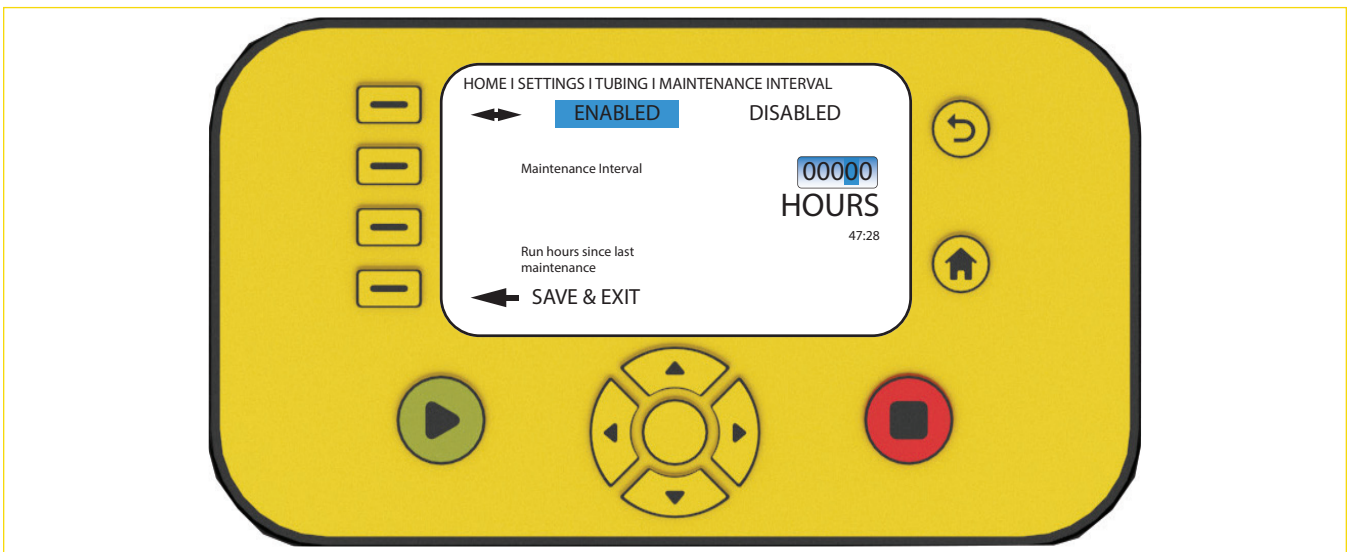 HOME I SETTINGS I TUBING I MAINTENANCE INTERVAL
ENABLED DISABLED
Maintenance Interval 00000
HOURS
47:28
Run hours since last
maintenance
SAVE & EXIT